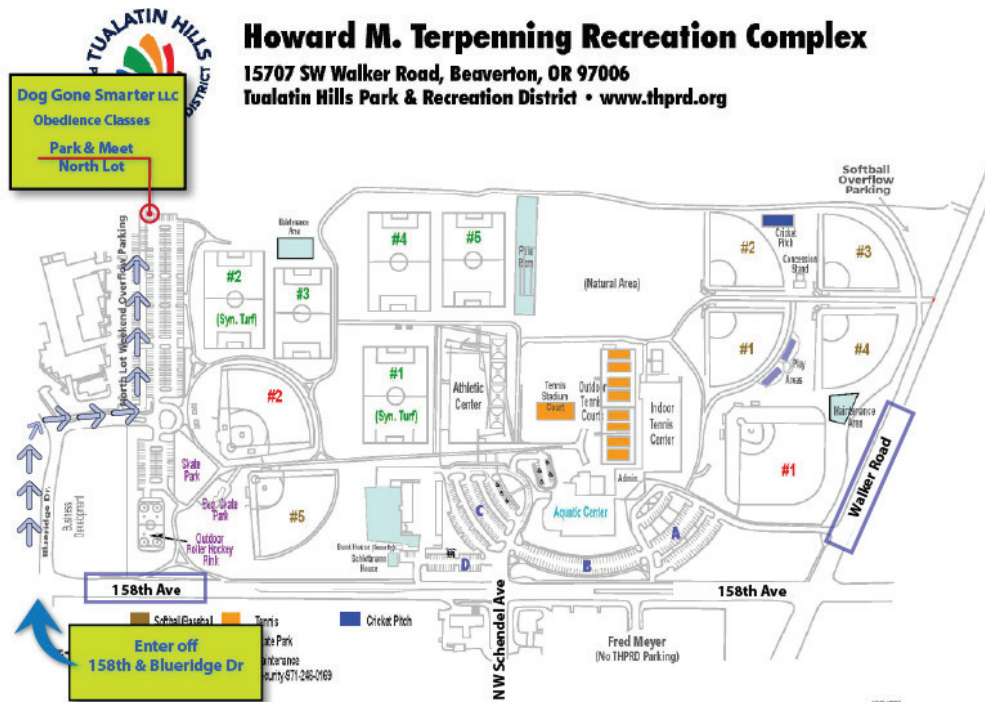 TUALATIN HILLS
P
DISTRICT
Howard M. Terpenning Recreation Complex
15707 SW Walker Road, Beaverton, OR 97006
Tualatin Hills Park & Recreation District • www.thprd.org
Dog Gone Smarter LLC
Obedience Classes
Park & Meet
North Lot
Softball
Overflow
Parking
North Lot Weekend Overflow Parking
Maintenance
Area
#4
#5
#2
(Syn. Turf)
#3
(Natural Area)
#2
Cricket
Pitch
Concession
Stand
#3
#1
#4
Play
Areas
#2
#1
(Syn. Turf)
Athletic
Center
Tennis
Stadium
Court
Outdoor
Tennis
Courts
Indoor
Tennis
Center
Maintenance
Area
#1
Walker Road
Skate
Park
Beg. Skate
Park
Outdoor
Roller Hockey
Rink
#5
Blueridge Dr.
Business
Development
Schlottmann
House
Admin
Aquatic Center
A
B
C
D
158th Ave
158th Ave
NW Schendel Ave
Fred Meyer
(No THPRD Parking)
Softball/Baseball
Tennis
Cricket Pitch
Skate Park
Maintenance
Enter off
158th & Blueridge Dr